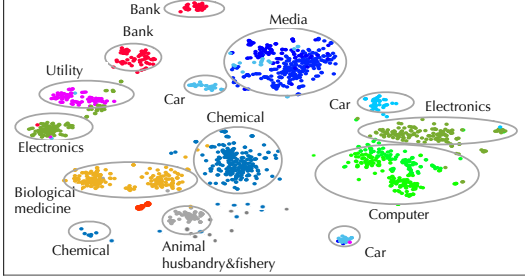 Bank
Bank
Media
Utility
Car
Car
Electronics
Chemical
Electronics
Biological
medicine
Computer
Chemical
Animal
husbandry&fishery
Car